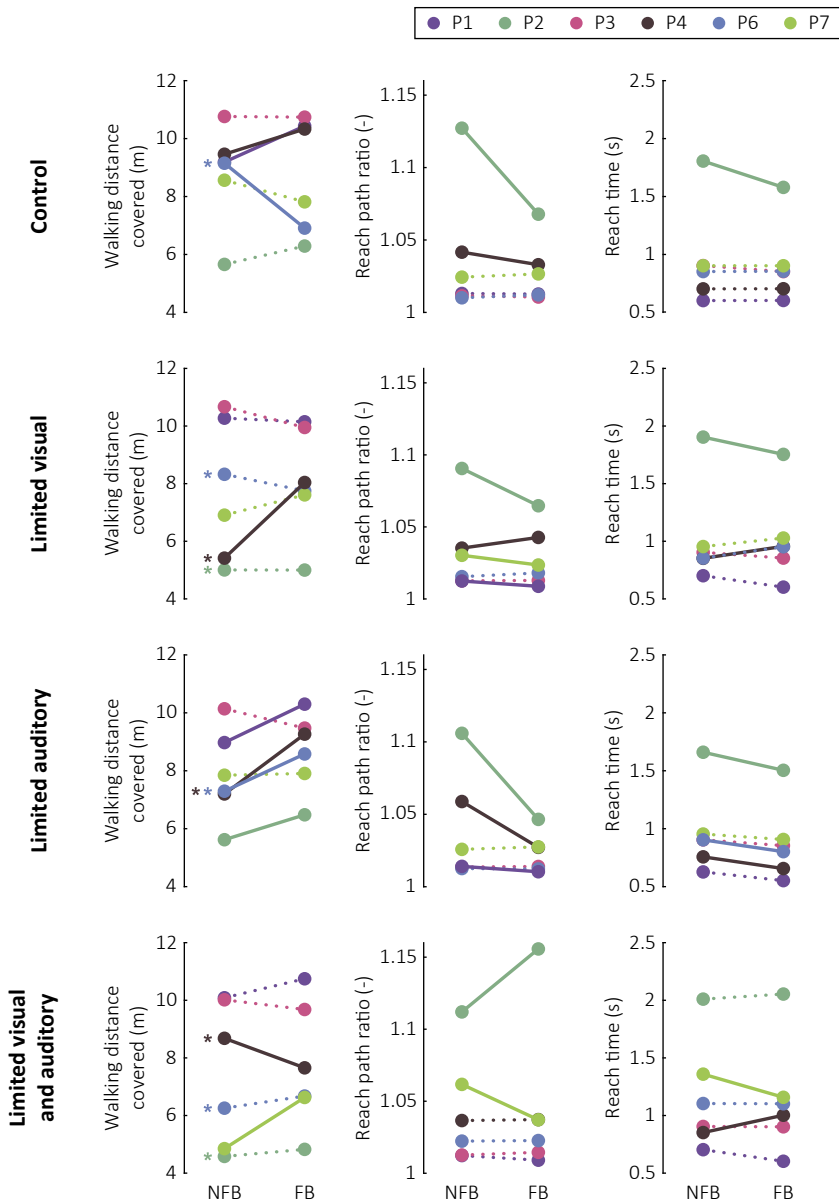 P1 P2 P3 P4 P6 P7
Control
Walking distance
covered (m)
12
10
8
6
4
*
Reach path ratio (-)
1.15
1.1
1.05
1
Reach time (s)
2.5
2
1.5
1
0.5
Limited visual
Walking distance
covered (m)
12
10
8
6
4
*
*
*
Reach path ratio (-)
1.15
1.1
1.05
1
Reach time (s)
2.5
2
1.5
1
0.5
Limited auditory
Walking distance
covered (m)
12
10
8
6
4
* *
Reach path ratio (-)
1.15
1.1
1.05
1
Reach time (s)
2.5
2
1.5
1
0.5
Limited visual
and auditory
Walking distance
covered (m)
12
10
8
6
4
*
*
*
NFB FB
Reach path ratio (-)
1.15
1.1
1.05
1
NFB FB
Reach time (s)
2.5
2
1.5
1
0.5
NFB FB